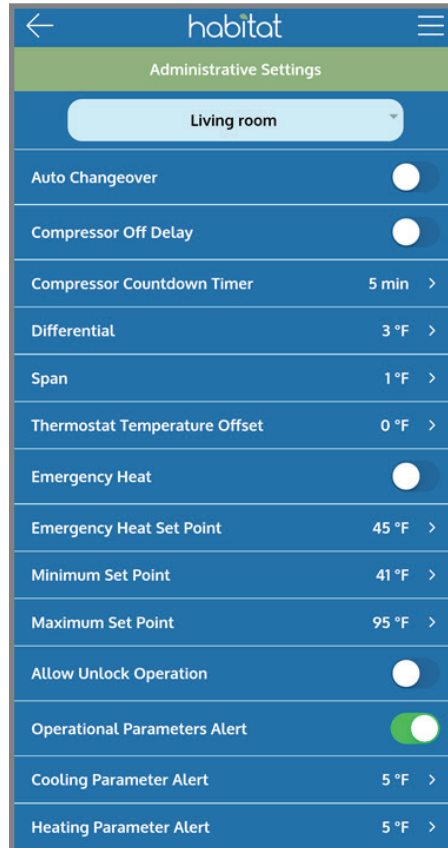 habitat
Administrative Settings
Living room
Auto Changeover
Compressor Off Delay
Compressor Countdown Timer 5 min >
Differential 3 °F >
Span 1 °F >
Thermostat Temperature Offset 0 °F >
Emergency Heat
Emergency Heat Set Point 45 °F >
Minimum Set Point 41 °F >
Maximum Set Point 95 °F >
Allow Unlock Operation
Operational Parameters Alert
Cooling Parameter Alert 5 °F >
Heating Parameter Alert 5 °F >